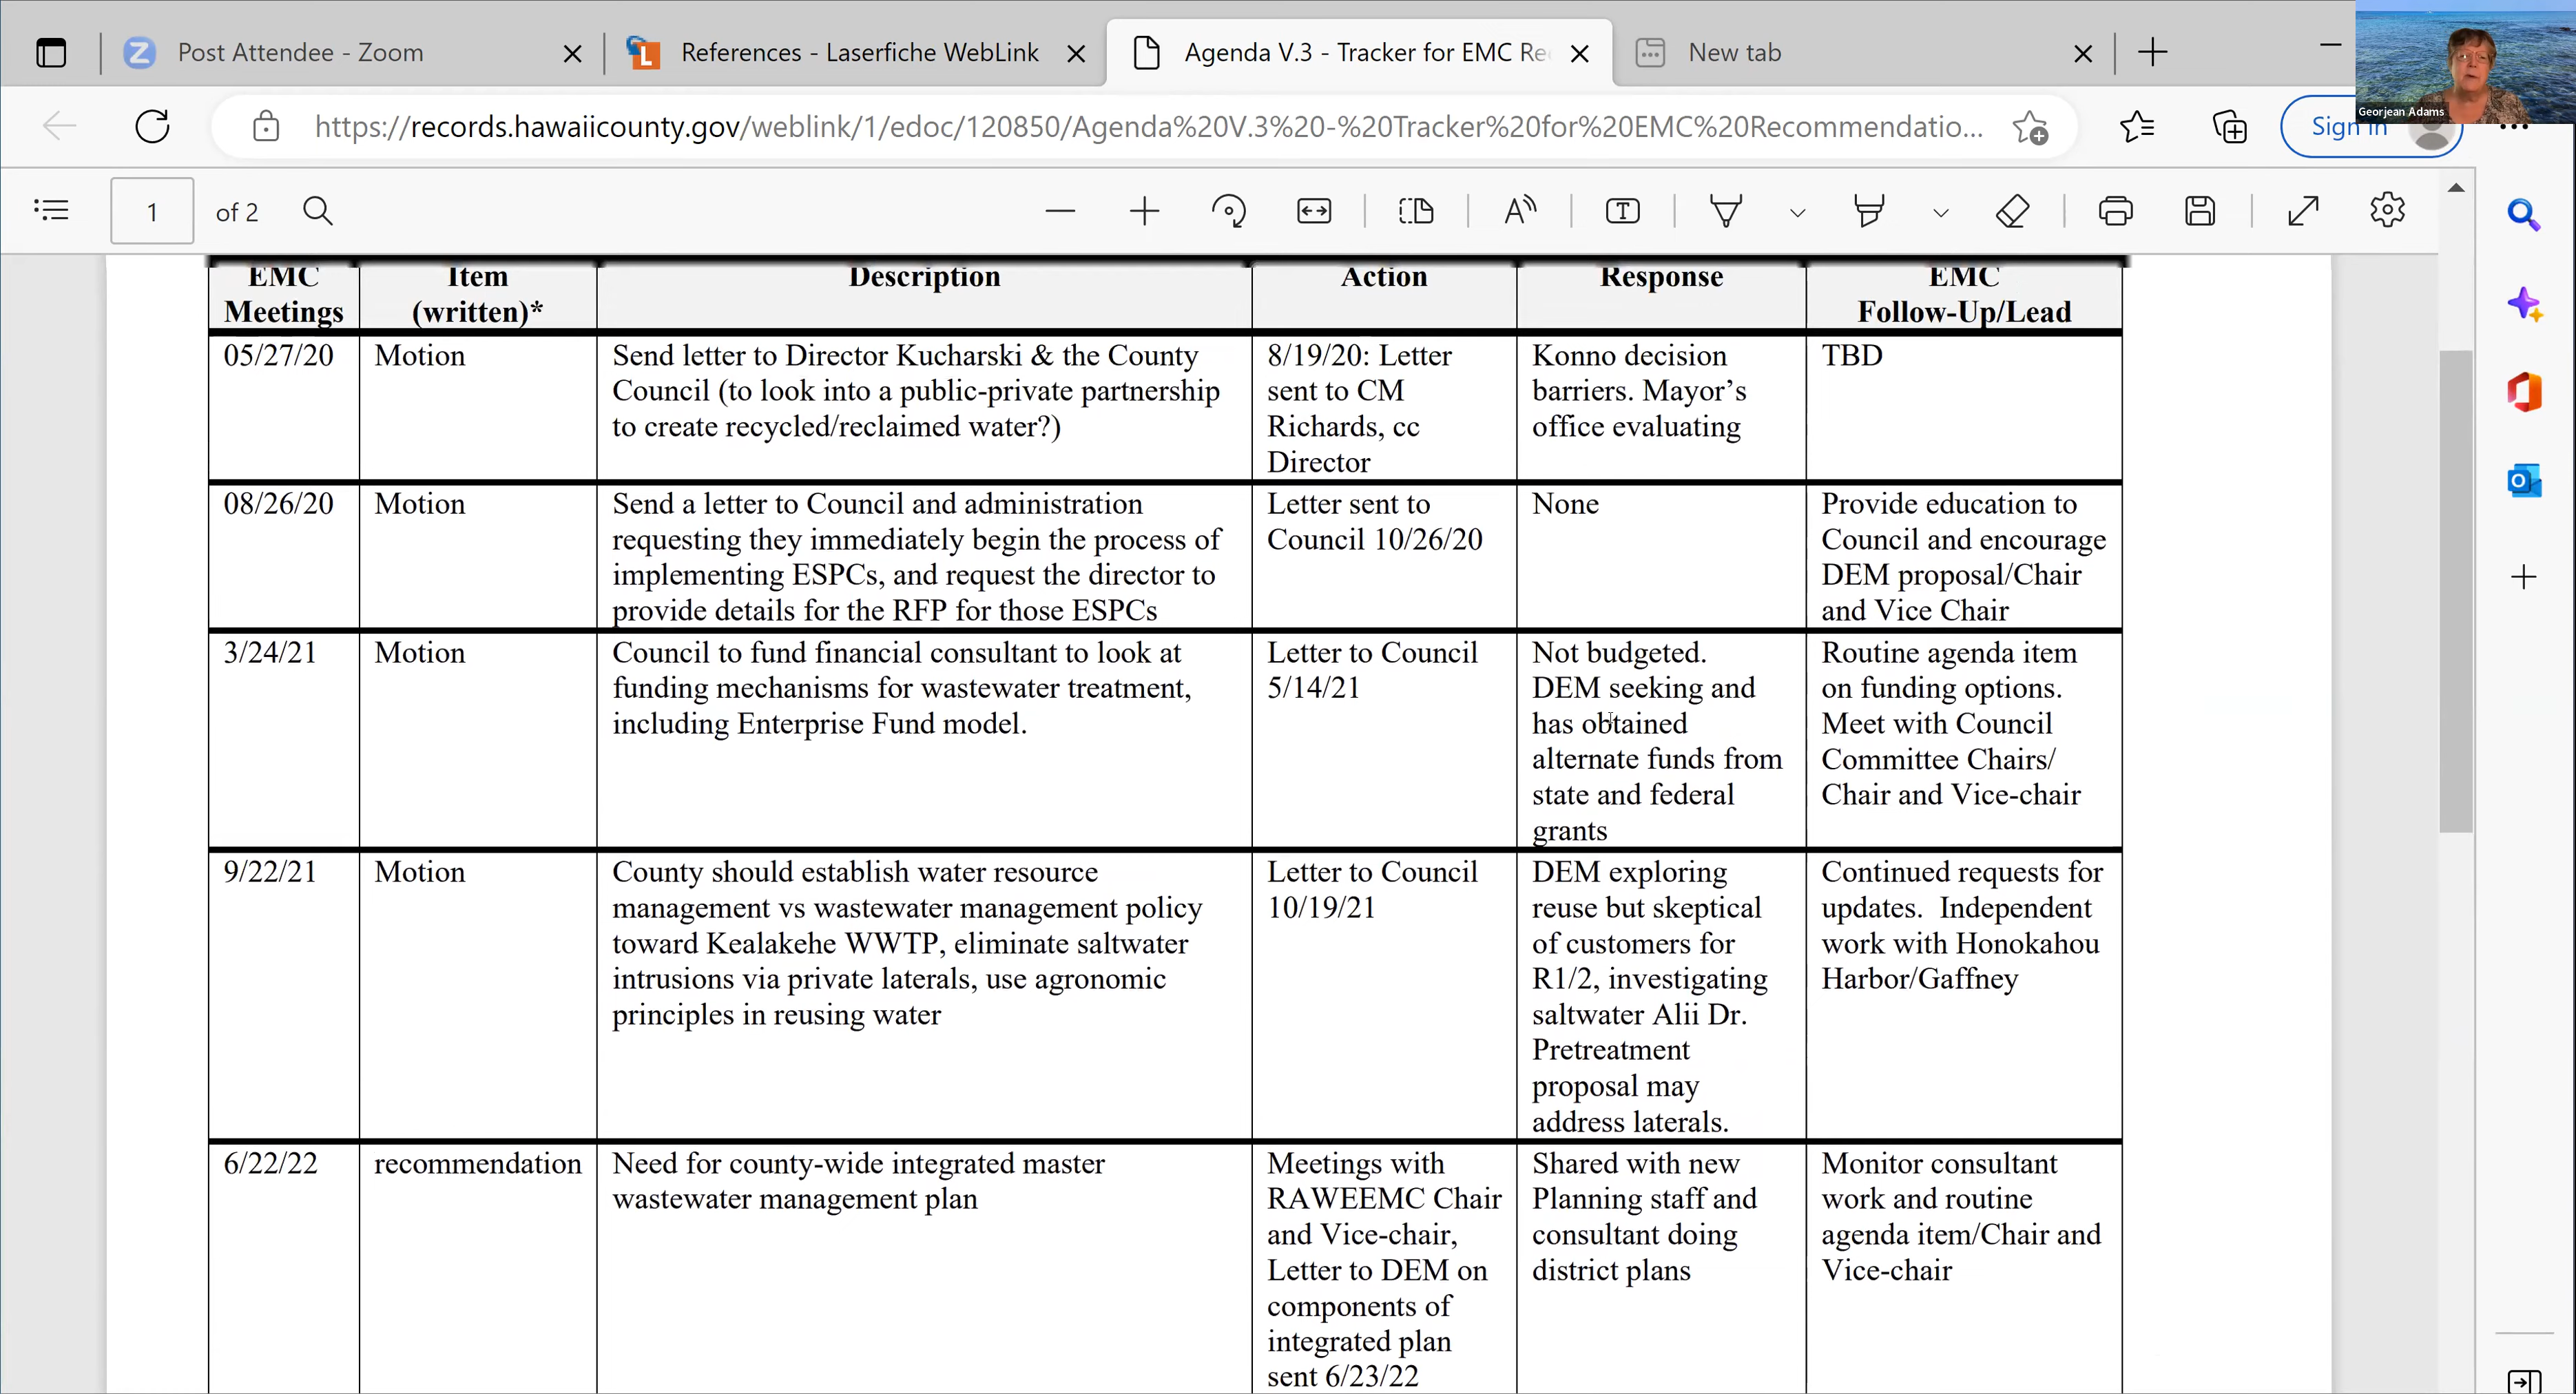 Post Attendee - Zoom
References - Laserfiche WebLink
Agenda V.3 - Tracker for EMC Re
New tab
Georjean Adams
https://records.hawaiicounty.gov/weblink/1/edoc/120850/Agenda%20V.3%20-%20Tracker%20for%20EMC%20Recommendatio...
Sign in
1 of 2
EMC Meetings
Item (written)*
Description
Action
Response
EMC Follow-Up/Lead
05/27/20
Motion
Send letter to Director Kucharski & the County
Council (to look into a public-private partnership
to create recycled/reclaimed water?)
8/19/20: Letter
sent to CM
Richards, cc
Director
Konno decision
barriers. Mayor's
office evaluating
TBD
08/26/20
Motion
Send a letter to Council and administration
requesting they immediately begin the process of
implementing ESPCs, and request the director to
provide details for the RFP for those ESPCs
Letter sent to
Council 10/26/20
None
Provide education to
Council and encourage
DEM proposal/Chair
and Vice Chair
3/24/21
Motion
Council to fund financial consultant to look at
funding mechanisms for wastewater treatment,
including Enterprise Fund model.
Letter to Council
5/14/21
Not budgeted.
DEM seeking and
has obtained
alternate funds from
state and federal
grants
Routine agenda item
on funding options.
Meet with Council
Committee Chairs/
Chair and Vice-chair
9/22/21
Motion
County should establish water resource
management vs wastewater management policy
toward Kealakehe WWTP, eliminate saltwater
intrusions via private laterals, use agronomic
principles in reusing water
Letter to Council
10/19/21
DEM exploring
reuse but skeptical
of customers for
R1/2, investigating
saltwater Alii Dr.
Pretreatment
proposal may
address laterals.
Continued requests for
updates.  Independent
work with Honokahou
Harbor/Gaffney
6/22/22
recommendation
Need for county-wide integrated master
wastewater management plan
Meetings with
RAWEEMC Chair
and Vice-chair,
Letter to DEM on
components of
integrated plan
sent 6/23/22
Shared with new
Planning staff and
consultant doing
district plans
Monitor consultant
work and routine
agenda item/Chair and
Vice-chair